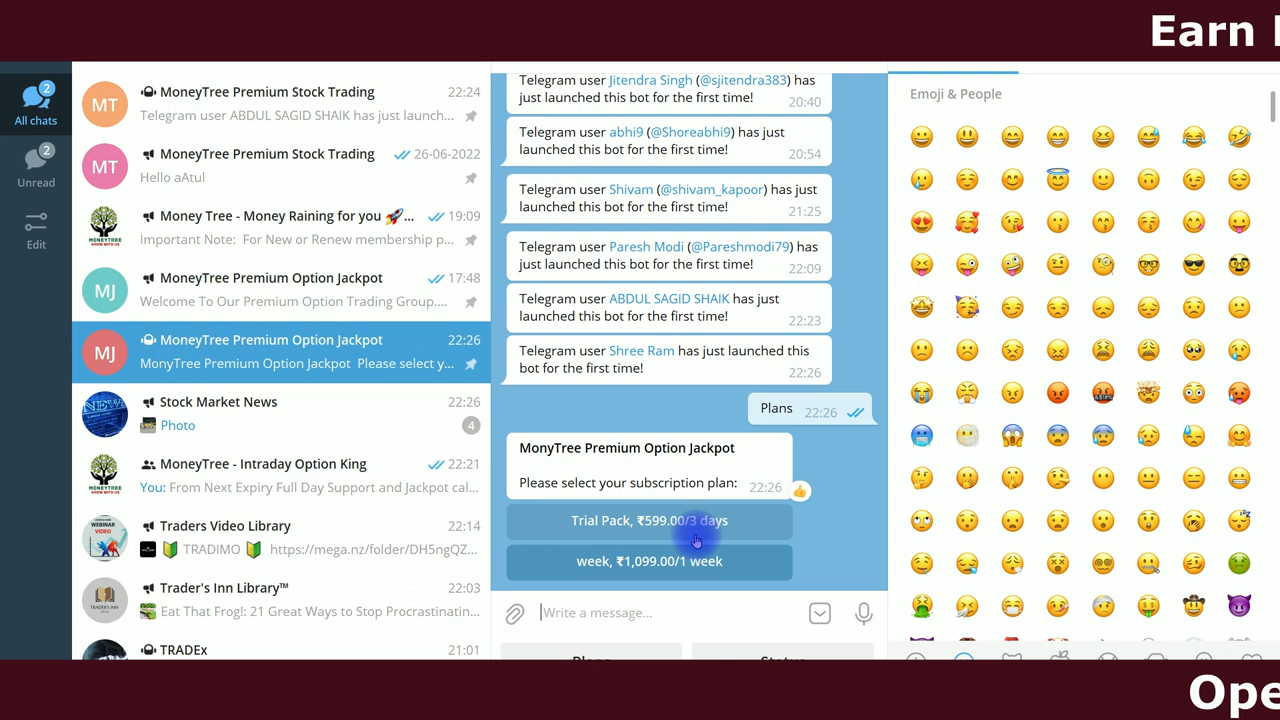 Earn
2
All chats
2
Unread
Edit
MT
MoneyTree Premium Stock Trading
22:24
Telegram user ABDUL SAGID SHAIK has just launch...
MT
MoneyTree Premium Stock Trading
26-06-2022
Hello aAtul
MONEYTREE
Money Tree - Money Raining for you 🚀...
19:09
Important Note: For New or Renew membership p...
MJ
MoneyTree Premium Option Jackpot
17:48
Welcome To Our Premium Option Trading Group....
MJ
MoneyTree Premium Option Jackpot
22:26
MonyTree Premium Option Jackpot Please select y...
NEWS
Stock Market News
22:26
Photo
4
MONEYTREE
MoneyTree - Intraday Option King
22:21
You: From Next Expiry Full Day Support and Jackpot cal...
WEBINAR
VIDEO
Traders Video Library
22:14
🔰 TRADIMO 🔰 https://mega.nz/folder/DH5ngQZ...
TRADER'S INN
Trader's Inn Library™
22:03
Eat That Frog!: 21 Great Ways to Stop Procrastinatin...
TRADEx
21:01
Telegram user Jitendra Singh (@sjitendra383) has
just launched this bot for the first time!
20:40
Telegram user abhi9 (@Shoreabhi9) has just
launched this bot for the first time!
20:54
Telegram user Shivam (@shivam_kapoor) has just
launched this bot for the first time!
21:25
Telegram user Paresh Modi (@Pareshmodi79) has
just launched this bot for the first time!
22:09
Telegram user ABDUL SAGID SHAIK has just
launched this bot for the first time!
22:23
Telegram user Shree Ram has just launched this
bot for the first time!
22:26
Plans
22:26
MonyTree Premium Option Jackpot
Please select your subscription plan:
22:26
Trial Pack, ₹599.00/3 days
week, ₹1,099.00/1 week
Write a message...
Plans
Status
Emoji & People
Ope